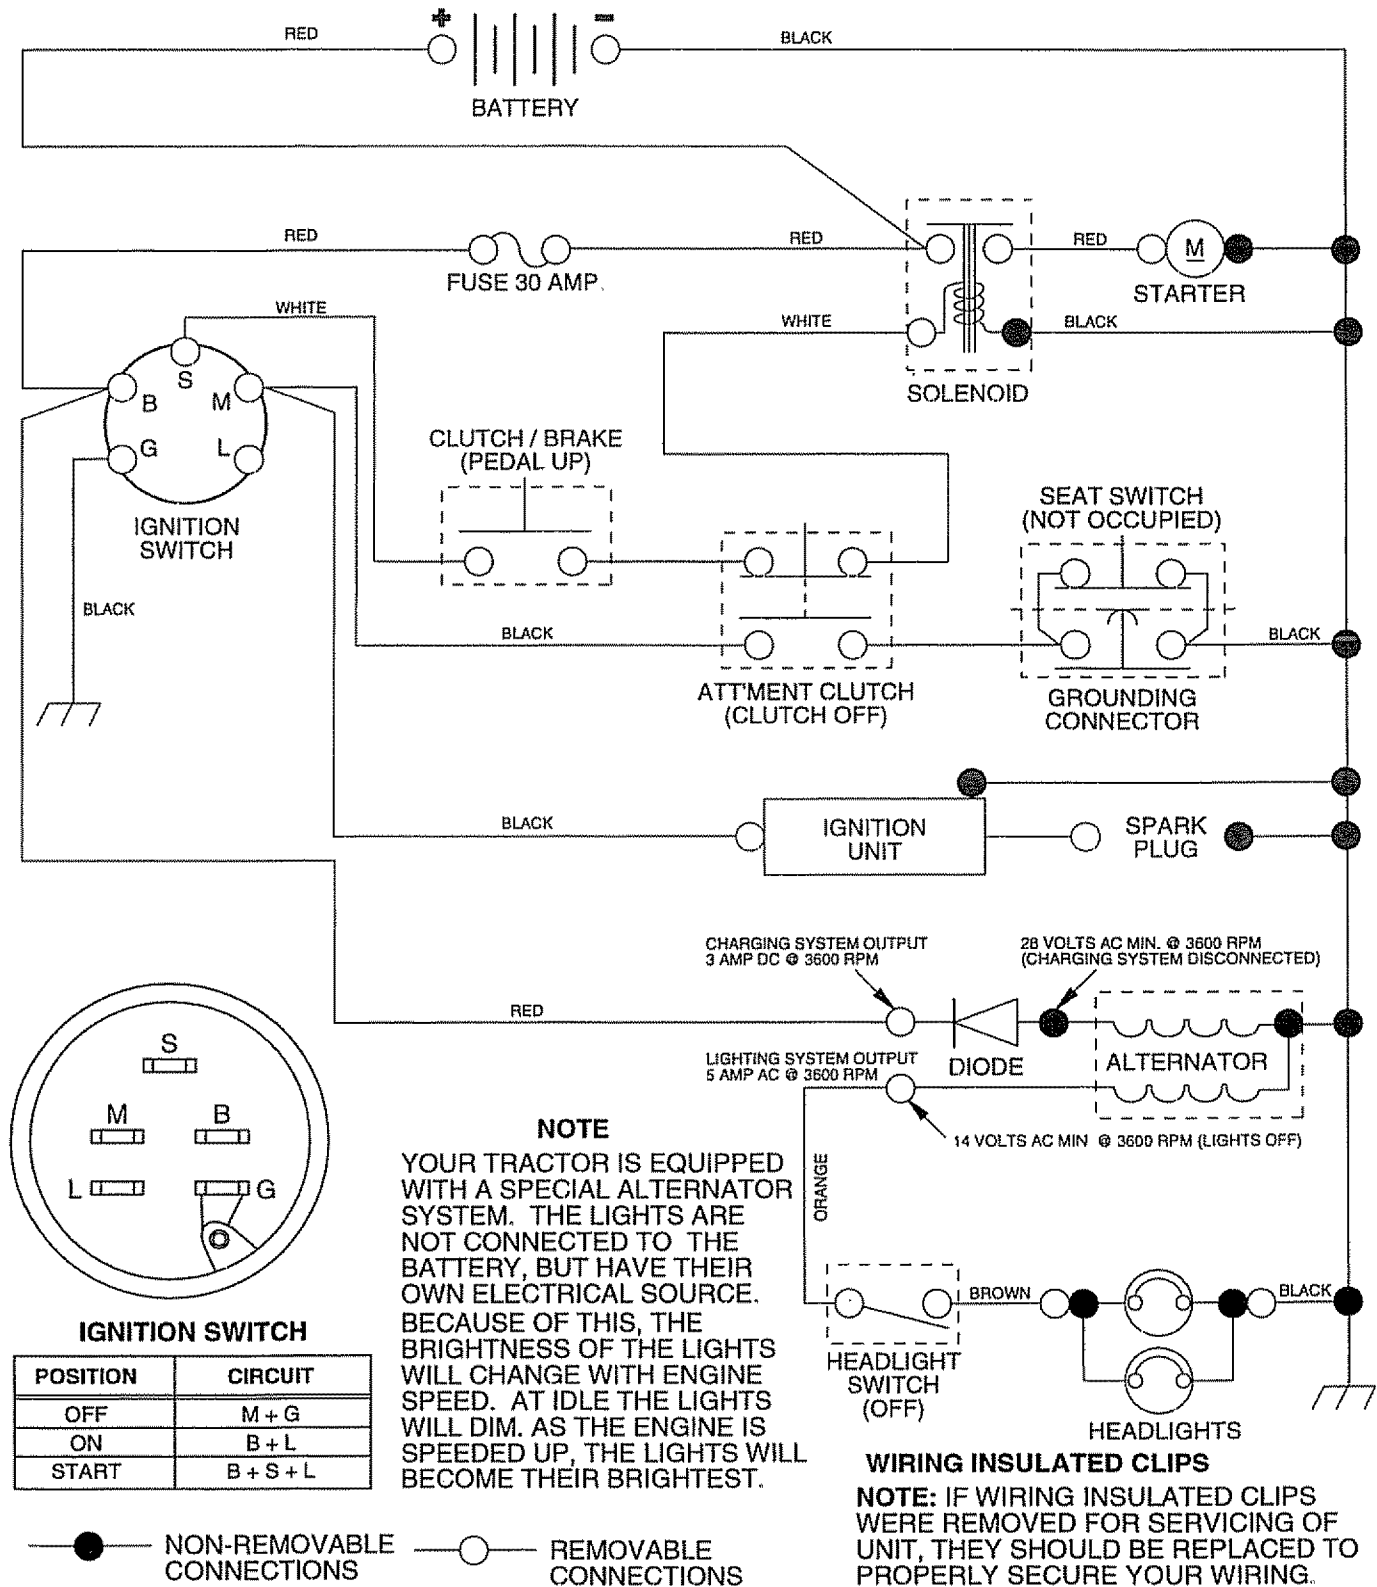 + -
RED
BLACK
BATTERY
RED
RED
RED
M
FUSE 30 AMP.
STARTER
WHITE
WHITE
BLACK
SOLENOID
S
B
M
G
L
IGNITION
SWITCH
CLUTCH / BRAKE
(PEDAL UP)
SEAT SWITCH
(NOT OCCUPIED)
BLACK
BLACK
BLACK
ATT'MENT CLUTCH
(CLUTCH OFF)
GROUNDING
CONNECTOR
BLACK
IGNITION
UNIT
SPARK
PLUG
CHARGING SYSTEM OUTPUT
3 AMP DC @ 3600 RPM
28 VOLTS AC MIN. @ 3600 RPM
(CHARGING SYSTEM DISCONNECTED)
RED
DIODE
ALTERNATOR
LIGHTING SYSTEM OUTPUT
5 AMP AC @ 3600 RPM
14 VOLTS AC MIN @ 3600 RPM (LIGHTS OFF)
ORANGE
S
M
B
L
G
NOTE
YOUR TRACTOR IS EQUIPPED
WITH A SPECIAL ALTERNATOR
SYSTEM. THE LIGHTS ARE
NOT CONNECTED TO THE
BATTERY, BUT HAVE THEIR
OWN ELECTRICAL SOURCE.
BECAUSE OF THIS, THE
BRIGHTNESS OF THE LIGHTS
WILL CHANGE WITH ENGINE
SPEED. AT IDLE THE LIGHTS
WILL DIM. AS THE ENGINE IS
SPEEDED UP, THE LIGHTS WILL
BECOME THEIR BRIGHTEST.
BROWN
BLACK
HEADLIGHT
SWITCH
(OFF)
HEADLIGHTS
IGNITION SWITCH
POSITION CIRCUIT
OFF M + G
ON B + L
START B + S + L
WIRING INSULATED CLIPS
NOTE: IF WIRING INSULATED CLIPS
WERE REMOVED FOR SERVICING OF
UNIT, THEY SHOULD BE REPLACED TO
PROPERLY SECURE YOUR WIRING.
NON-REMOVABLE
CONNECTIONS
REMOVABLE
CONNECTIONS